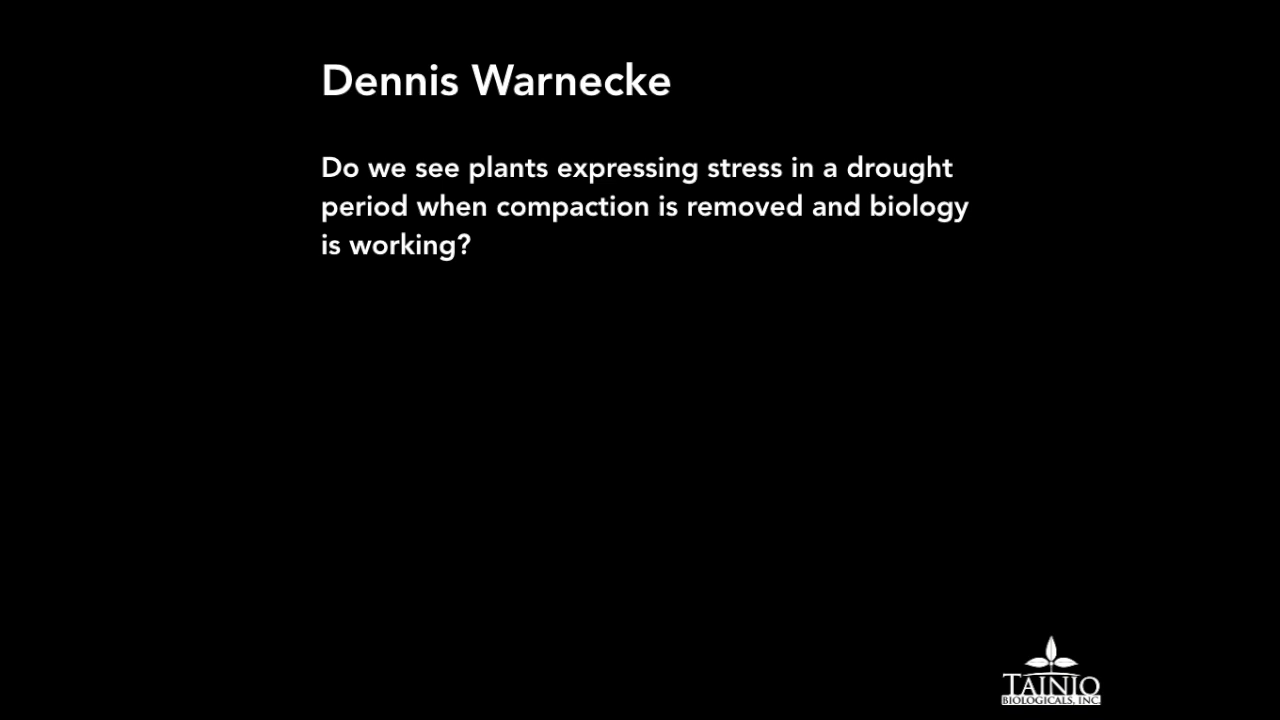 Dennis Warnecke
Do we see plants expressing stress in a drought
period when compaction is removed and biology
is working?
TAINIO
BIOLOGICALS, INC.